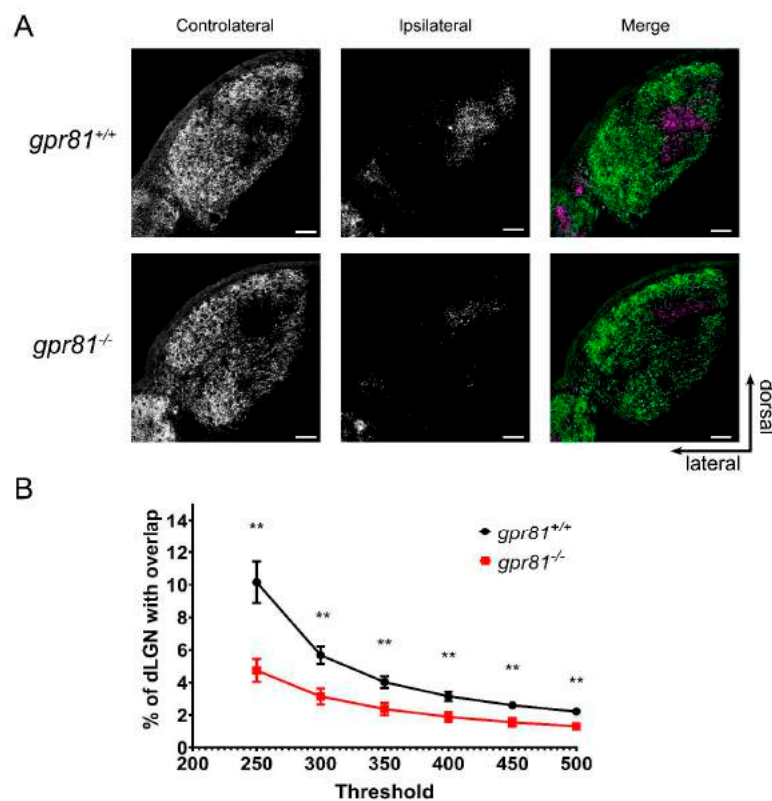 A
Controlateral Ipsilateral Merge
gpr81+/+
gpr81-/-
dorsal
lateral
B
% of dLGN with overlap
14
12
10
8
6
4
2
0
** ** ** ** ** **
gpr81+/+
gpr81-/-
200 250 300 350 400 450 500
Threshold